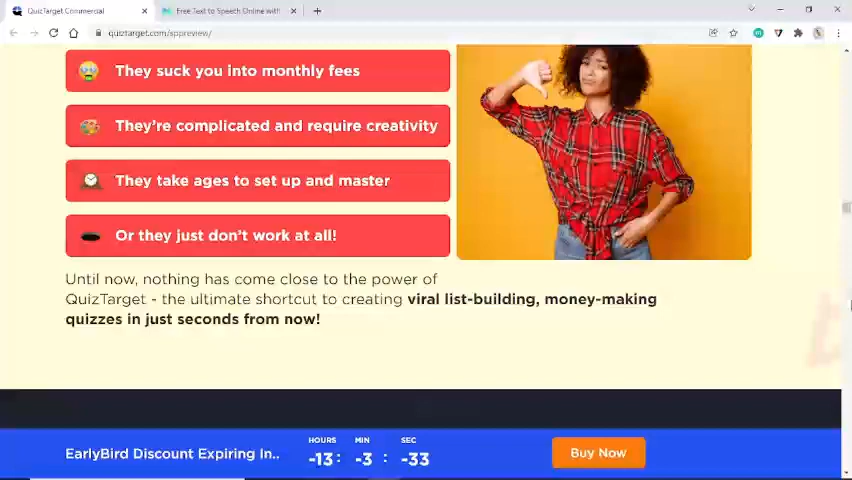 QuizTarget Commercial
Free Text to Speech Online with
quiztarget.com/sppreview/
They suck you into monthly fees
They're complicated and require creativity
They take ages to set up and master
Or they just don't work at all!
Until now, nothing has come close to the power of
QuizTarget - the ultimate shortcut to creating viral list-building, money-making
quizzes in just seconds from now!
EarlyBird Discount Expiring In..
HOURS MIN SEC
-13 : -3 : -33
Buy Now